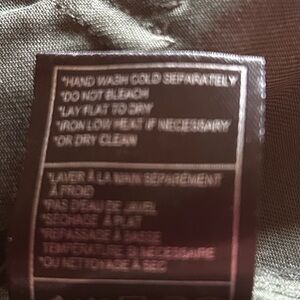 *HAND WASH COLD SEPARATELY
*DO NOT BLEACH
*LAY FLAT TO DRY
*IRON LOW HEAT IF NECESSARY
*OR DRY CLEAN
*LAVER À LA MAIN SÉPARÉMENT
À FROID
*PAS D'EAU DE JAVEL
*SÉCHAGE À PLAT
*REPASSAGE À BASSE
TEMPÉRATURE SI NÉCESSAIRE
*OU NETTOYAGE À SEC